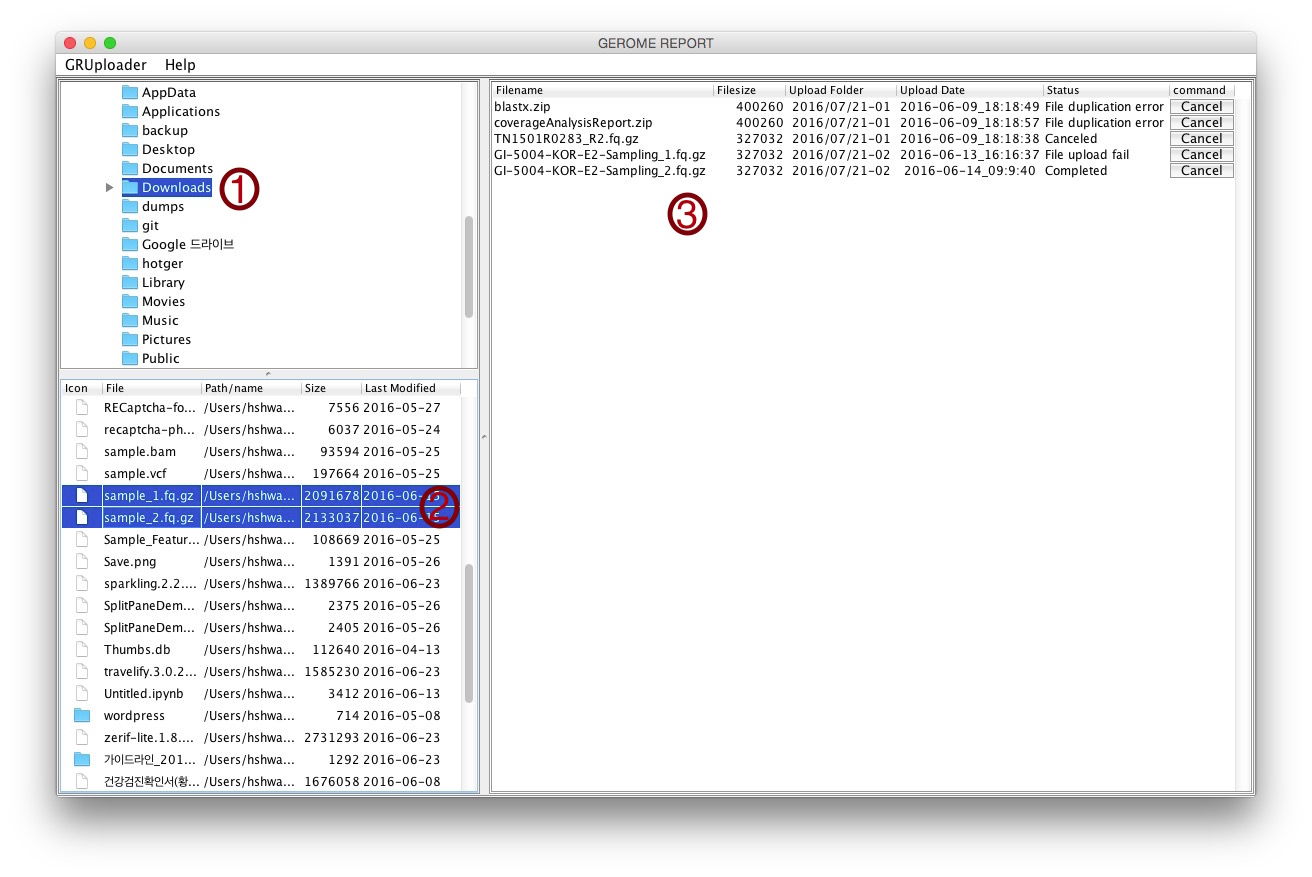 GEROME REPORT
GRUploader Help
AppData
Applications
backup
Desktop
Documents
Downloads ①
dumps
git
Google 드라이브
hotger
Library
Movies
Music
Pictures
Public
Icon File Path/name Size Last Modified
RECaptcha-fo... /Users/hshwa... 7556 2016-05-27
recaptcha-ph... /Users/hshwa... 6037 2016-05-24
sample.bam /Users/hshwa... 93594 2016-05-25
sample.vcf /Users/hshwa... 197664 2016-05-25
sample_1.fq.gz /Users/hshwa... 2091678 2016-06-15
sample_2.fq.gz /Users/hshwa... 2133037 2016-06-15
②
Sample_Featur... /Users/hshwa... 108669 2016-05-25
Save.png /Users/hshwa... 1391 2016-05-26
sparkling.2.2.... /Users/hshwa... 1389766 2016-06-23
SplitPaneDem... /Users/hshwa... 2375 2016-05-26
SplitPaneDem... /Users/hshwa... 2405 2016-05-26
Thumbs.db /Users/hshwa... 112640 2016-04-13
travelify.3.0.2... /Users/hshwa... 1585230 2016-06-23
Untitled.ipynb /Users/hshwa... 3412 2016-06-13
wordpress /Users/hshwa... 714 2016-05-08
zerif-lite.1.8.... /Users/hshwa... 2731293 2016-06-23
가이드라인_201... /Users/hshwa... 1292 2016-06-23
건강검진확인서(황... /Users/hshwa... 1676058 2016-06-08
Filename Filesize Upload Folder Upload Date Status command
blastx.zip 400260 2016/07/21-01 2016-06-09_18:18:49 File duplication error Cancel
coverageAnalysisReport.zip 400260 2016/07/21-01 2016-06-09_18:18:57 File duplication error Cancel
TN1501R0283_R2.fq.gz 327032 2016/07/21-01 2016-06-09_18:18:38 Canceled Cancel
GI-5004-KOR-E2-Sampling_1.fq.gz 327032 2016/07/21-02 2016-06-13_16:16:37 File upload fail Cancel
GI-5004-KOR-E2-Sampling_2.fq.gz 327032 2016/07/21-02 2016-06-14_09:9:40 Completed Cancel
③